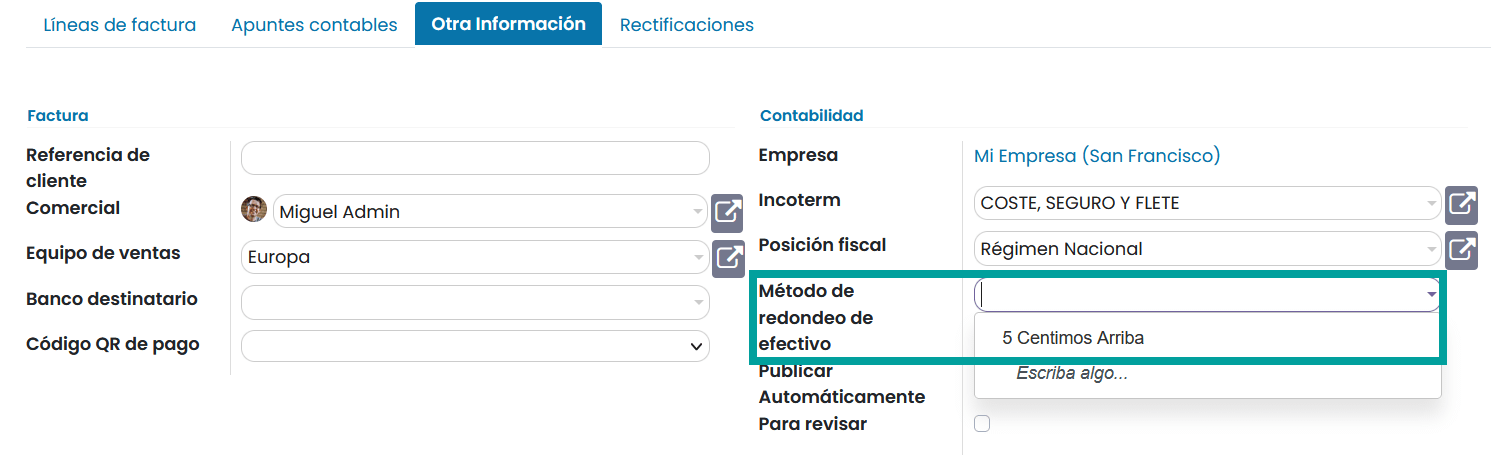 Líneas de factura
Apuntes contables
Otra Información
Rectificaciones
Factura
Referencia de
cliente
Comercial
Miguel Admin
Equipo de ventas
Europa
Banco destinatario
Código QR de pago
Contabilidad
Empresa
Mi Empresa (San Francisco)
Incoterm
COSTE, SEGURO Y FLETE
Posición fiscal
Régimen Nacional
Método de
redondeo de
efectivo
5 Centimos Arriba
Escriba algo...
Publicar
Automáticamente
Para revisar